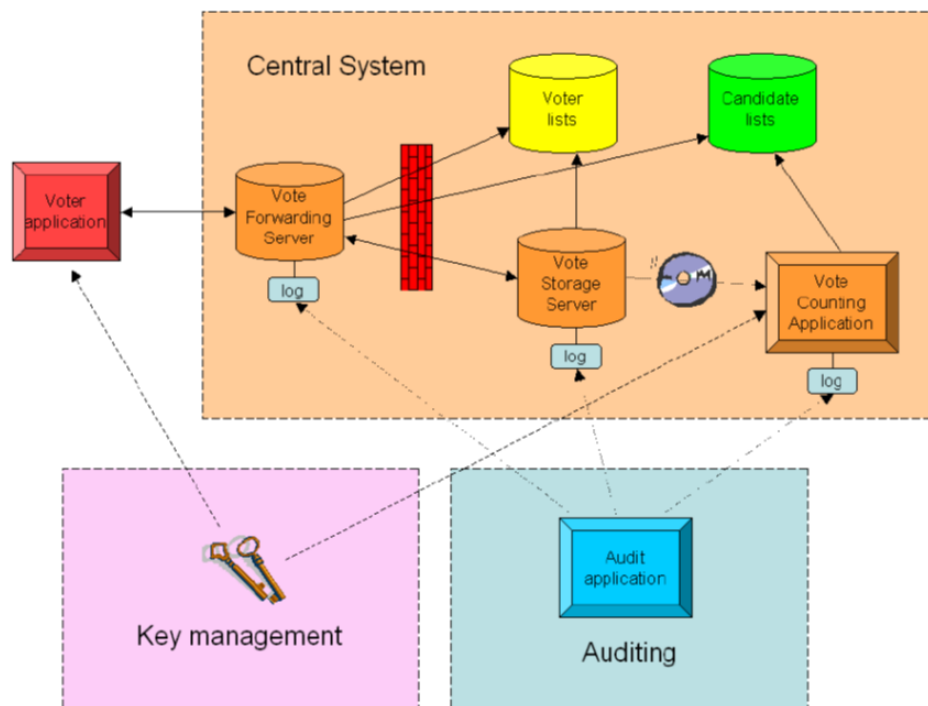 Central System
Voter
lists
Candidate
lists
Voter
application
Vote
Forwarding
Server
log
Vote
Storage
Server
log
Vote
Counting
Application
log
Key management
Audit
application
Auditing